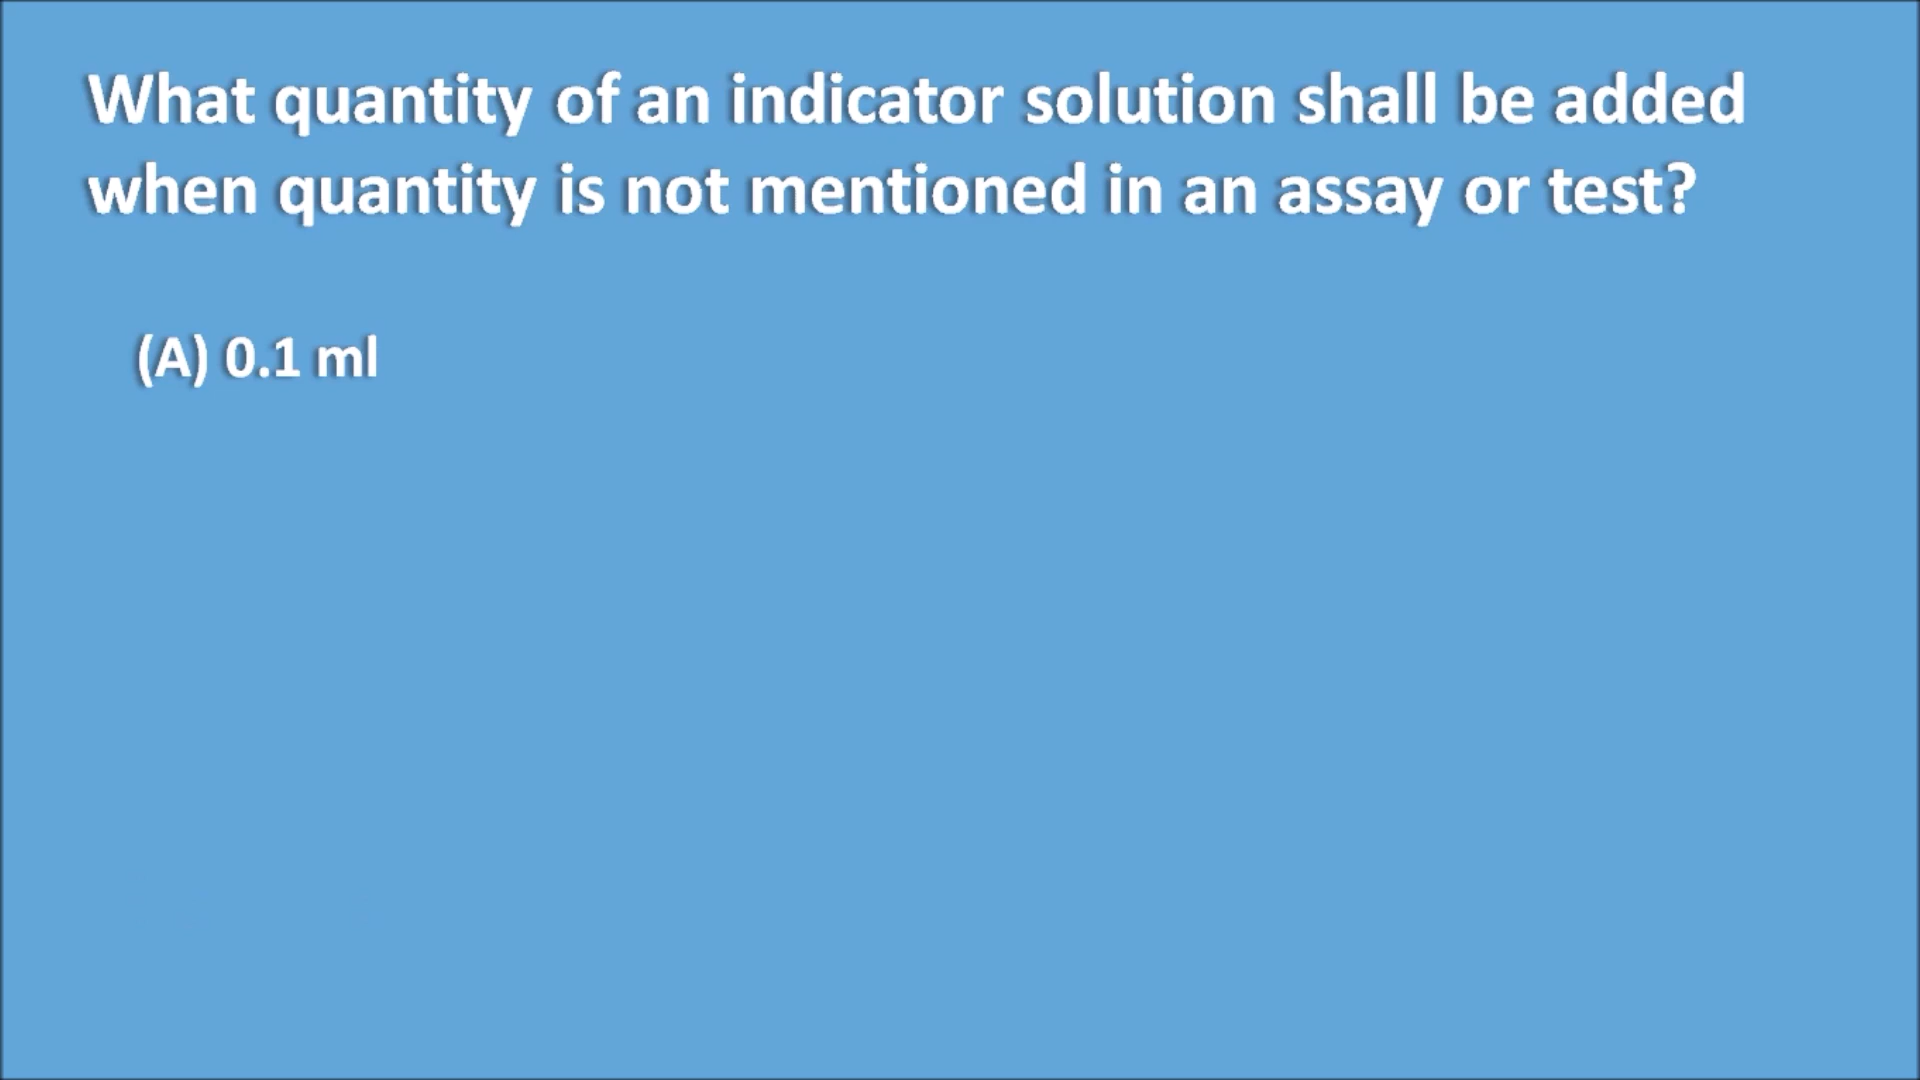 What quantity of an indicator solution shall be added
when quantity is not mentioned in an assay or test?
(A) 0.1 ml